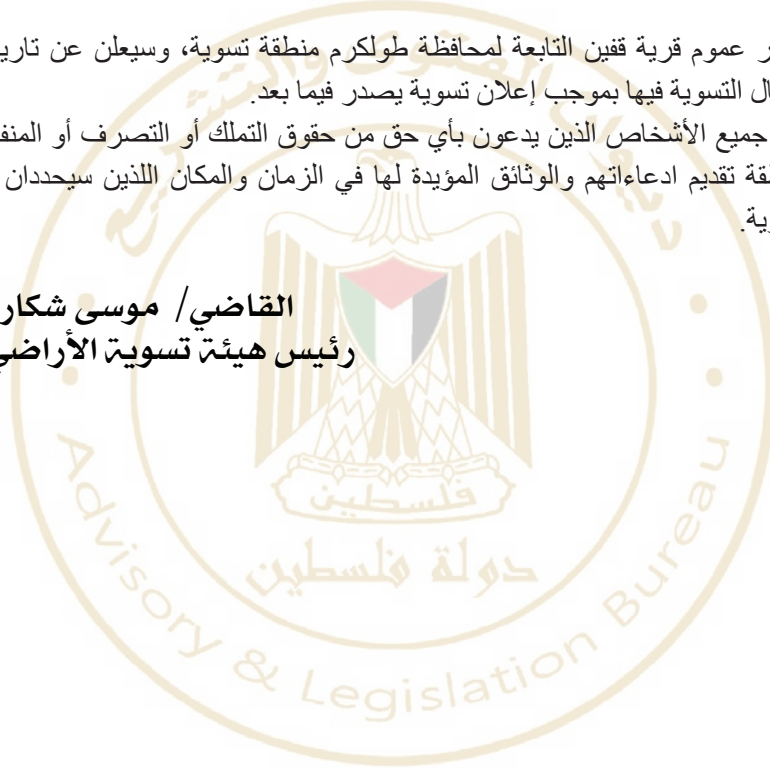 ر عموم قرية قفين التابعة لمحافظة طولكرم منطقة تسوية، وسيعلن عن تاري
ال التسوية فيها بموجب إعلان تسوية يصدر فيما بعد.
جميع الأشخاص الذين يدعون بأي حق من حقوق التملك أو التصرف أو المنف
قة تقديم ادعاءاتهم والوثائق المؤيدة لها في الزمان والمكان اللذين سيحددان
ية.
القاضي/ موسى شكار
رئيس هيئة تسوية الأراضي
ديوان الفتوى والتشريع
فلسطين
دولة فلسطين
Advisory & Legislation Bureau